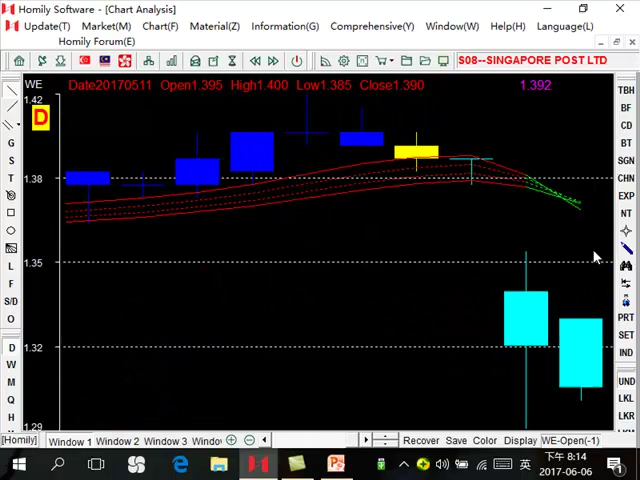 Homily Software - [Chart Analysis]
Update(T) Market(M) Chart(F) Material(Z) Information(G) Comprehensive(Y) Window(W) Help(H) Language(L)
Homily Forum(E)
S08--SINGAPORE POST LTD
WE Date20170511 Open1.395 High1.400 Low1.385 Close1.390 1.392
1.42
D
1.38
1.35
1.32
1.29
G
S
T
L
F
S/D
O
D
W
M
Q
H
TBH
BF
CD
BT
SGN
CHN
EXP
NT
PRT
SET
IND
UND
LKL
LKR
[Homily] Window 1 Window 2 Window 3 Recover Save Color Display WE-Open(-1)
英 下午 8:14
2017-06-06